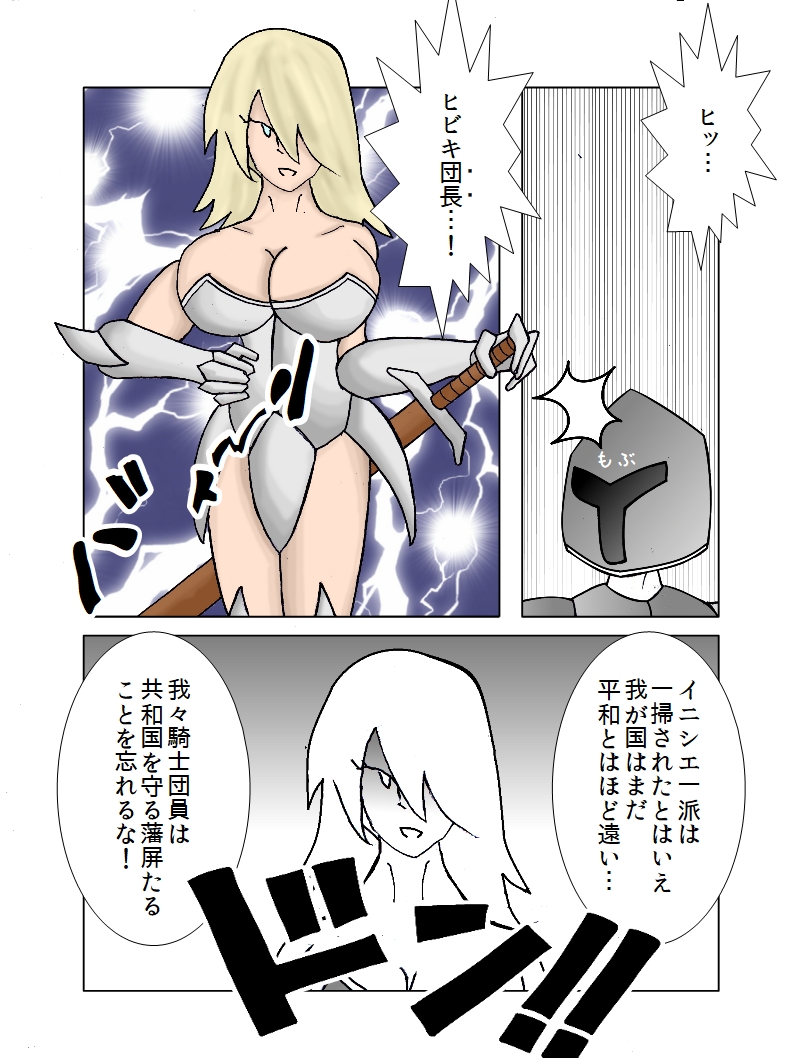 ヒッ…
もぶ
ヒビキ団長…！
バァ～ン
イニシエ一派は
一掃されたとはいえ
我が国はまだ
平和とはほど遠い…
我々騎士団員は
共和国を守る藩屏たる
ことを忘れるな！
ドン!!